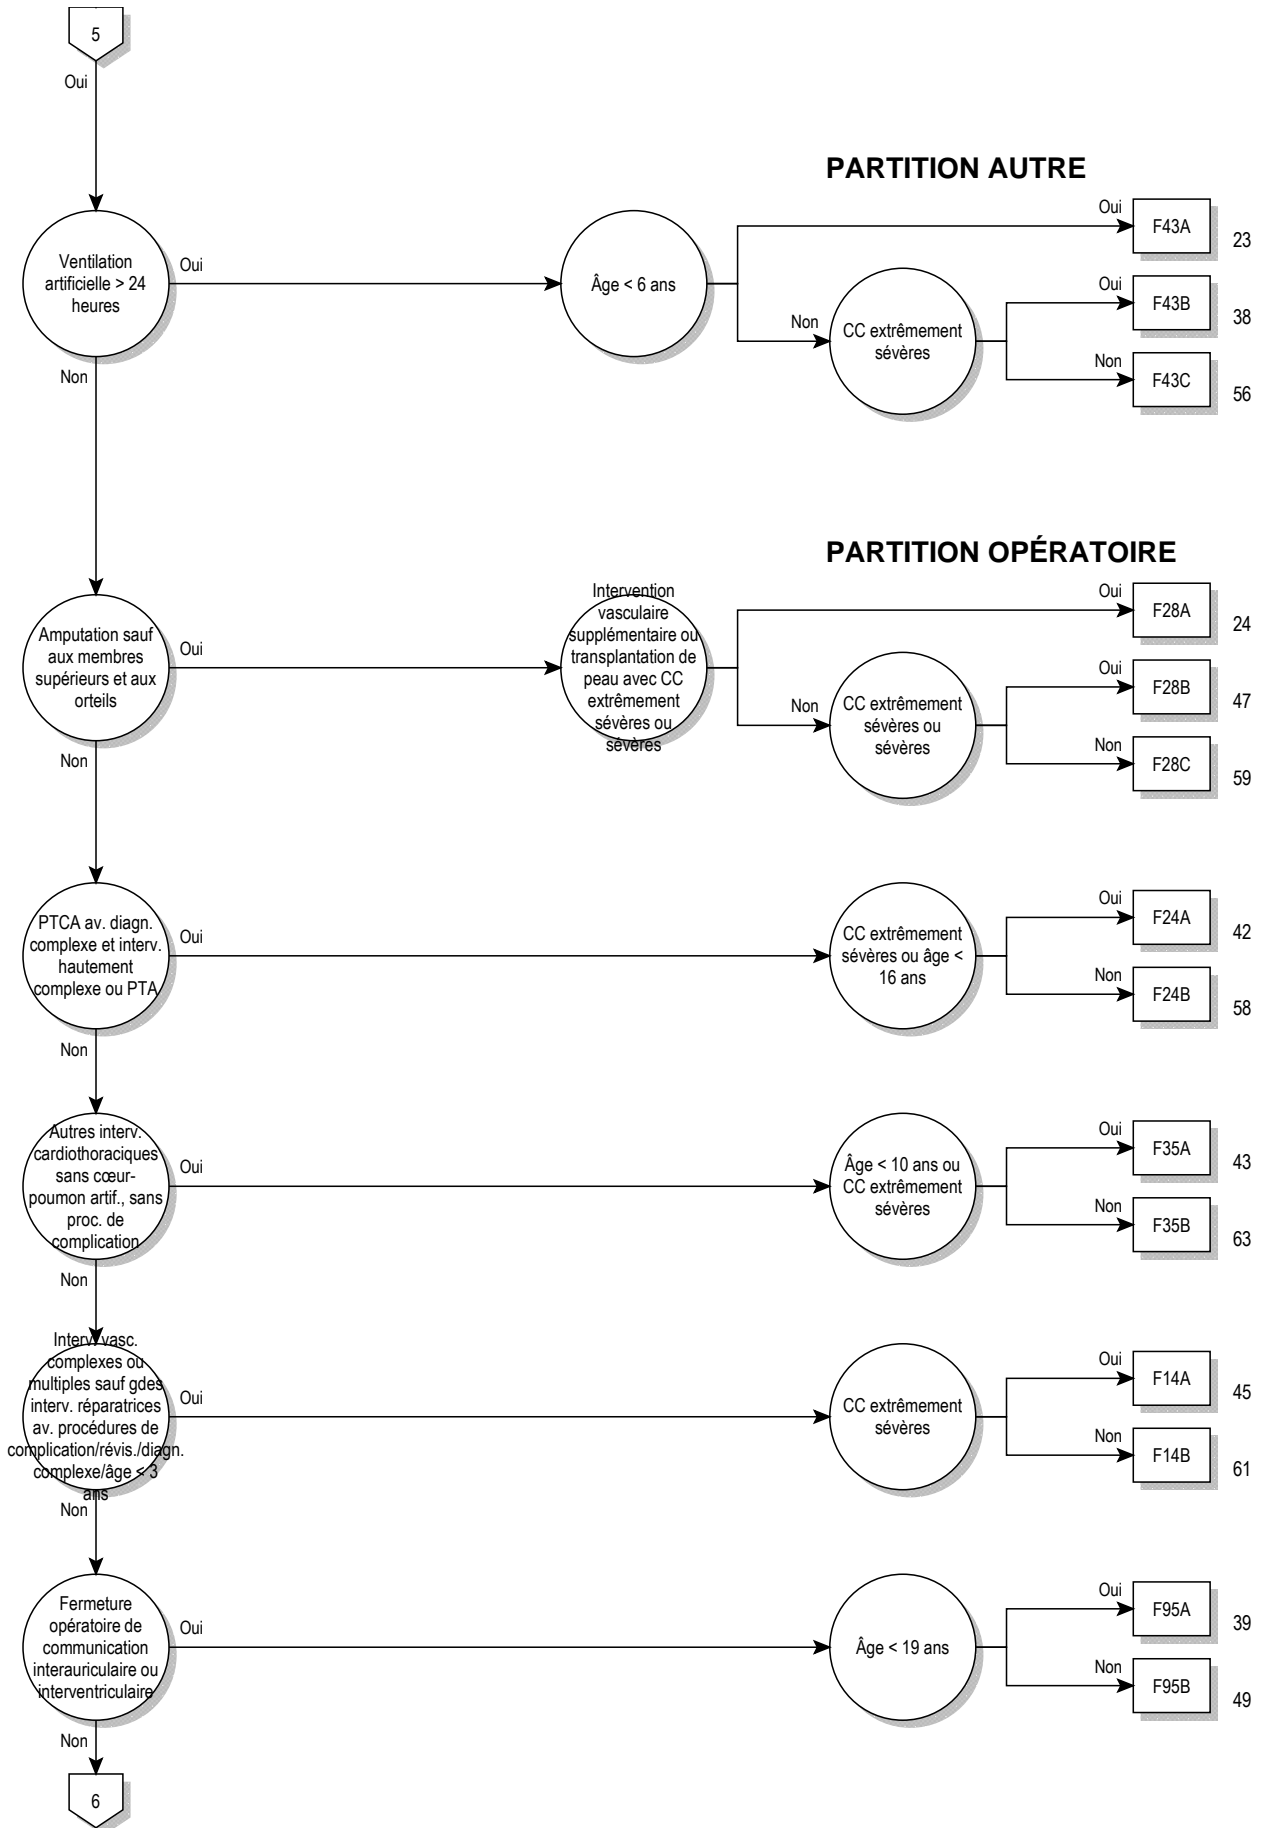 5
Oui
PARTITION AUTRE
Ventilation
artificielle > 24
heures
Oui
Âge < 6 ans
Oui
F43A
23
Non
CC extrêmement
sévères
Oui
F43B
38
Non
F43C
56
Non
PARTITION OPÉRATOIRE
Amputation sauf
aux membres
supérieurs et aux
orteils
Oui
Intervention
vasculaire
supplémentaire ou
transplantation de
peau avec CC
extrêmement
sévères ou
sévères
Oui
F28A
24
Non
CC extrêmement
sévères ou
sévères
Oui
F28B
47
Non
F28C
59
Non
PTCA av. diagn.
complexe et interv.
hautement
complexe ou PTA
Oui
CC extrêmement
sévères ou âge <
16 ans
Oui
F24A
42
Non
F24B
58
Non
Autres interv.
cardiothoraciques
sans cœur-
poumon artif., sans
proc. de
complication
Oui
Âge < 10 ans ou
CC extrêmement
sévères
Oui
F35A
43
Non
F35B
63
Non
Interv. vasc.
complexes ou
multiples sauf gdes
interv. réparatrices
av. procédures de
complication/révis./diagn.
complexe/âge < 3
ans
Oui
CC extrêmement
sévères
Oui
F14A
45
Non
F14B
61
Non
Fermeture
opératoire de
communication
interauriculaire ou
interventriculaire
Oui
Âge < 19 ans
Oui
F95A
39
Non
F95B
49
Non
6